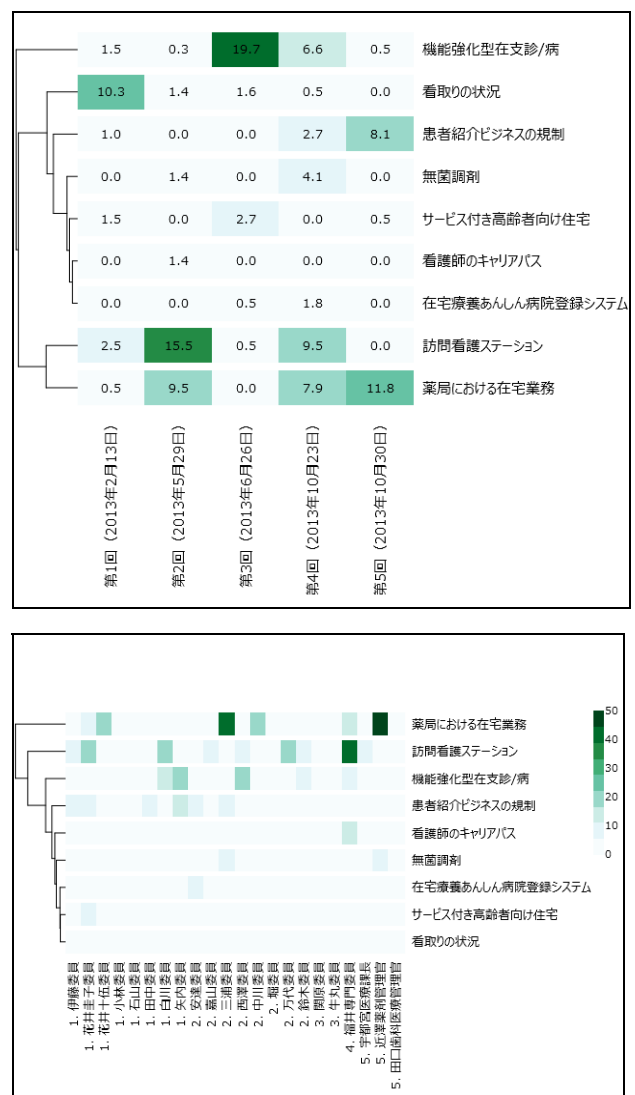 1.5 0.3 19.7 6.6 0.5 機能強化型在支診/病
10.3 1.4 1.6 0.5 0.0 看取りの状況
1.0 0.0 0.0 2.7 8.1 患者紹介ビジネスの規制
0.0 1.4 0.0 4.1 0.0 無菌調剤
1.5 0.0 2.7 0.0 0.5 サービス付き高齢者向け住宅
0.0 1.4 0.0 0.0 0.0 看護師のキャリアパス
0.0 0.0 0.5 1.8 0.0 在宅療養あんしん病院登録システム
2.5 15.5 0.5 9.5 0.0 訪問看護ステーション
0.5 9.5 0.0 7.9 11.8 薬局における在宅業務
第1回（2013年2月13日）
第2回（2013年5月29日）
第3回（2013年6月26日）
第4回（2013年10月23日）
第5回（2013年10月30日）
薬局における在宅業務
訪問看護ステーション
機能強化型在支診/病
患者紹介ビジネスの規制
看護師のキャリアパス
無菌調剤
在宅療養あんしん病院登録システム
サービス付き高齢者向け住宅
看取りの状況
50
40
30
20
10
0
1. 伊藤委員
1. 花井圭子委員
1. 花井十伍委員
1. 小林委員
1. 石山委員
1. 田中委員
1. 白川委員
1. 矢内委員
2. 安達委員
2. 嘉山委員
2. 三浦委員
2. 西澤委員
2. 中川委員
2. 堀委員
2. 万代委員
2. 鈴木委員
3. 関原委員
3. 牛丸委員
4. 福井専門委員
5. 宇都宮医療課長
5. 近澤薬剤管理官
5. 田口歯科医療管理官